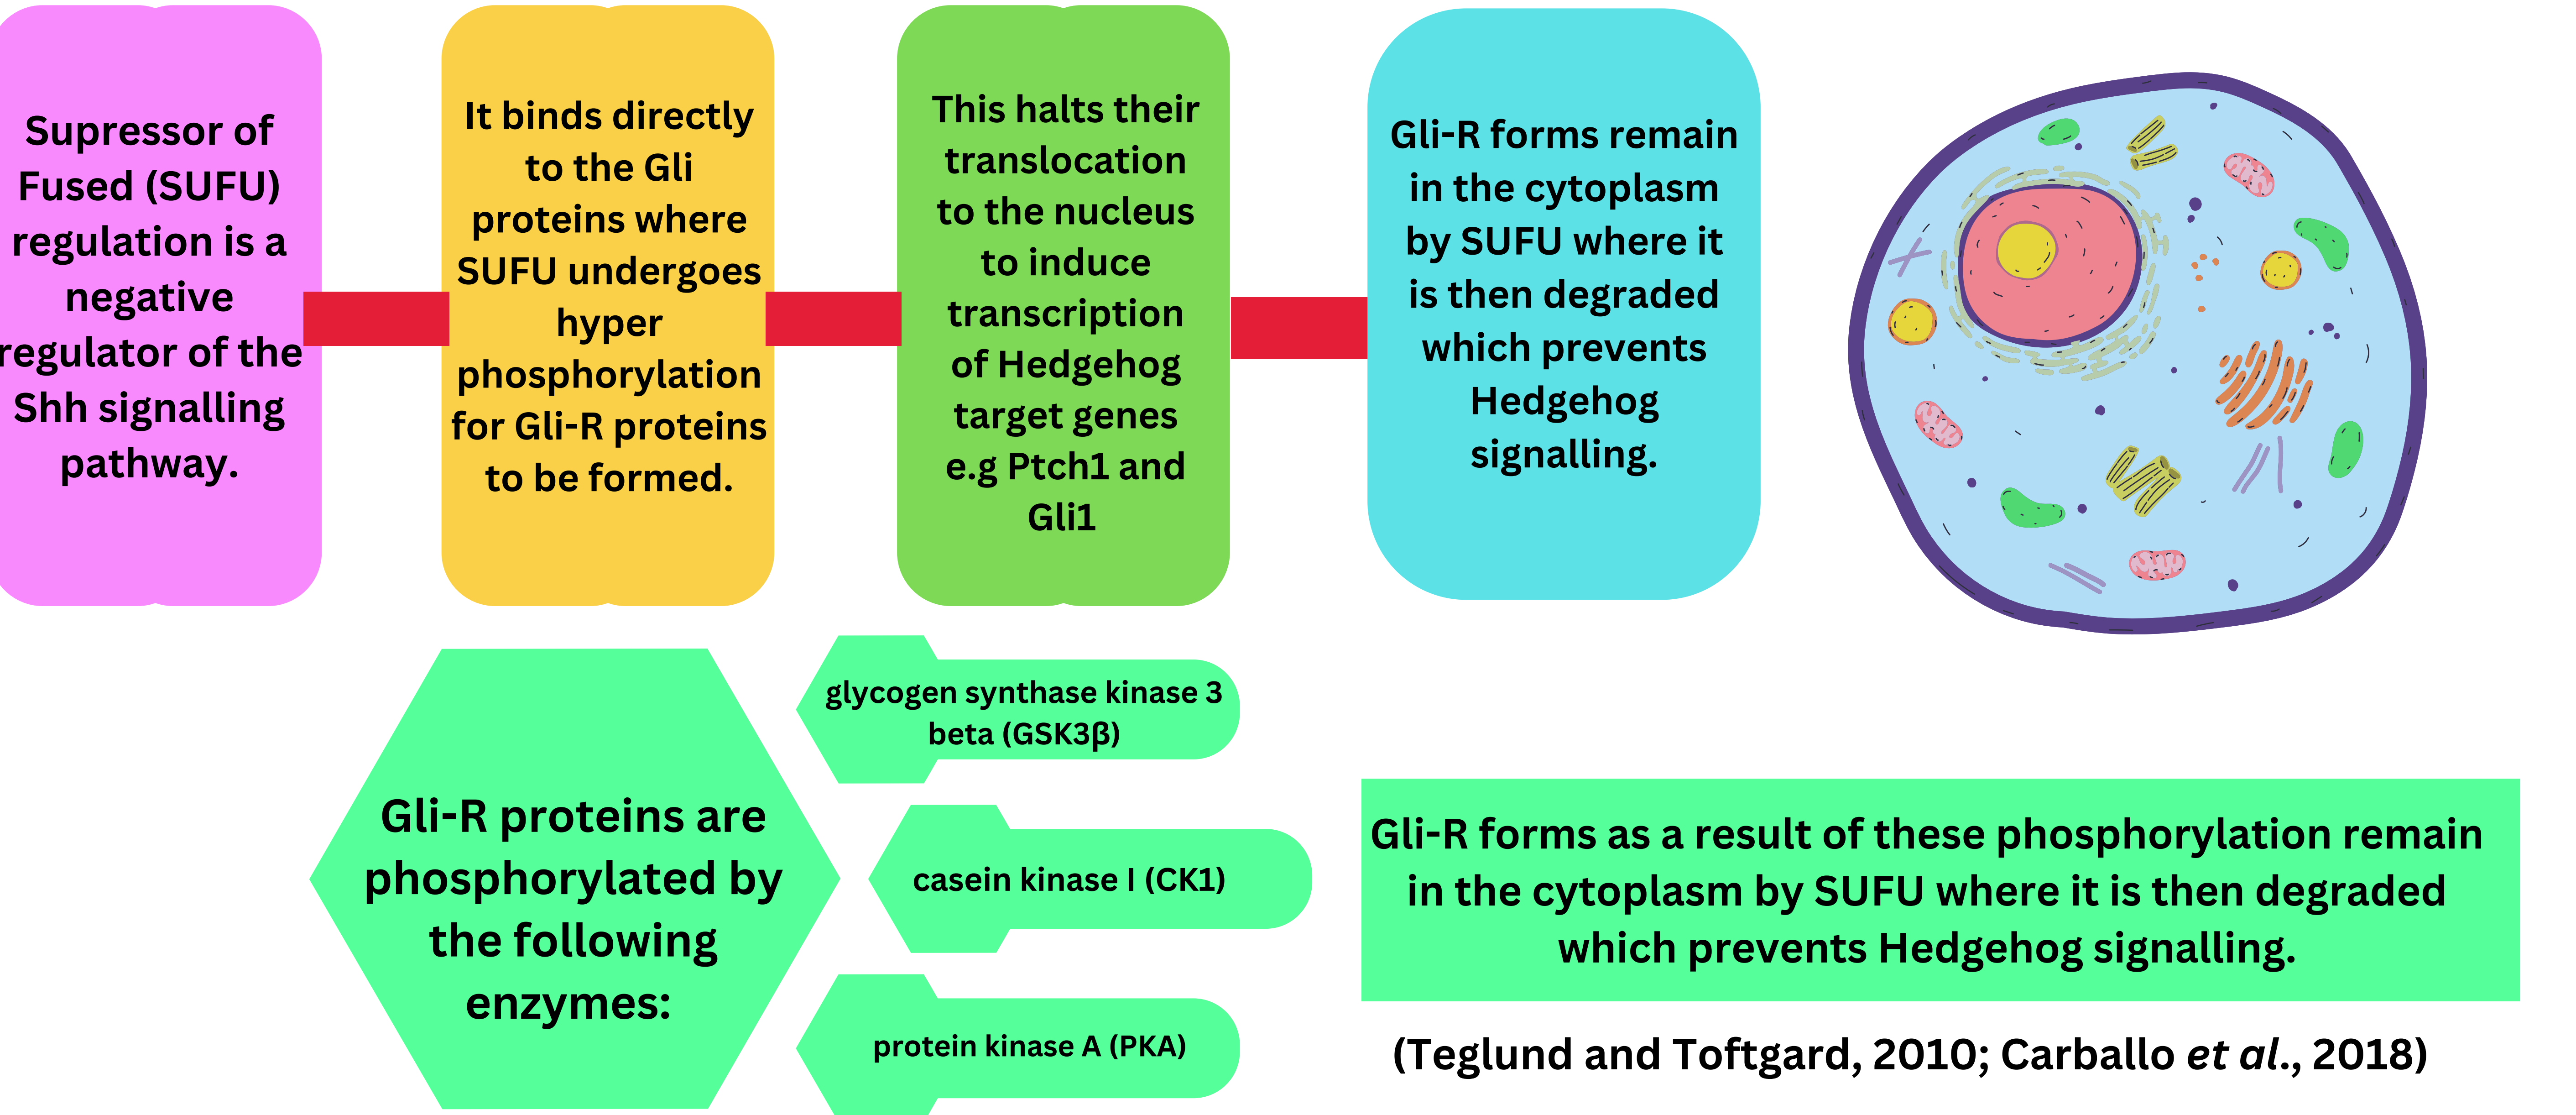 Supressor of
Fused (SUFU)
regulation is a
negative
regulator of the
Shh signalling
pathway.
It binds directly
to the Gli
proteins where
SUFU undergoes
hyper
phosphorylation
for Gli-R proteins
to be formed.
This halts their
translocation
to the nucleus
to induce
transcription
of Hedgehog
target genes
e.g Ptch1 and
Gli1
Gli-R forms remain
in the cytoplasm
by SUFU where it
is then degraded
which prevents
Hedgehog
signalling.
Gli-R proteins are
phosphorylated by
the following
enzymes:
glycogen synthase kinase 3
beta (GSK3β)
casein kinase I (CK1)
protein kinase A (PKA)
Gli-R forms as a result of these phosphorylation remain
in the cytoplasm by SUFU where it is then degraded
which prevents Hedgehog signalling.
(Teglund and Toftgard, 2010; Carballo et al., 2018)